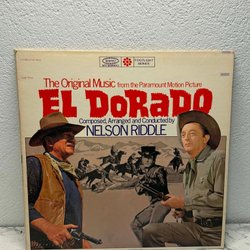 The Original Music from the Paramount Motion Picture
EL DORADO
Composed, Arranged and Conducted by
NELSON RIDDLE